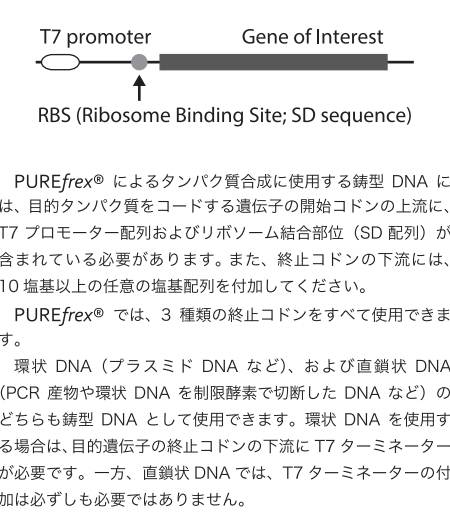 T7 promoter Gene of Interest
RBS (Ribosome Binding Site; SD sequence)
PUREfrex® によるタンパク質合成に使用する鋳型 DNA に
は、目的タンパク質をコードする遺伝子の開始コドンの上流に、
T7 プロモーター配列およびリボソーム結合部位（SD 配列）が
含まれている必要があります。また、終止コドンの下流には、
10 塩基以上の任意の塩基配列を付加してください。
PUREfrex® では、3 種類の終止コドンをすべて使用できま
す。
環状 DNA（プラスミド DNA など）、および直鎖状 DNA
（PCR 産物や環状 DNA を制限酵素で切断した DNA など）の
どちらも鋳型 DNA として使用できます。環状 DNA を使用す
る場合は、目的遺伝子の終止コドンの下流に T7 ターミネーター
が必要です。一方、直鎖状 DNA では、T7 ターミネーターの付
加は必ずしも必要ではありません。